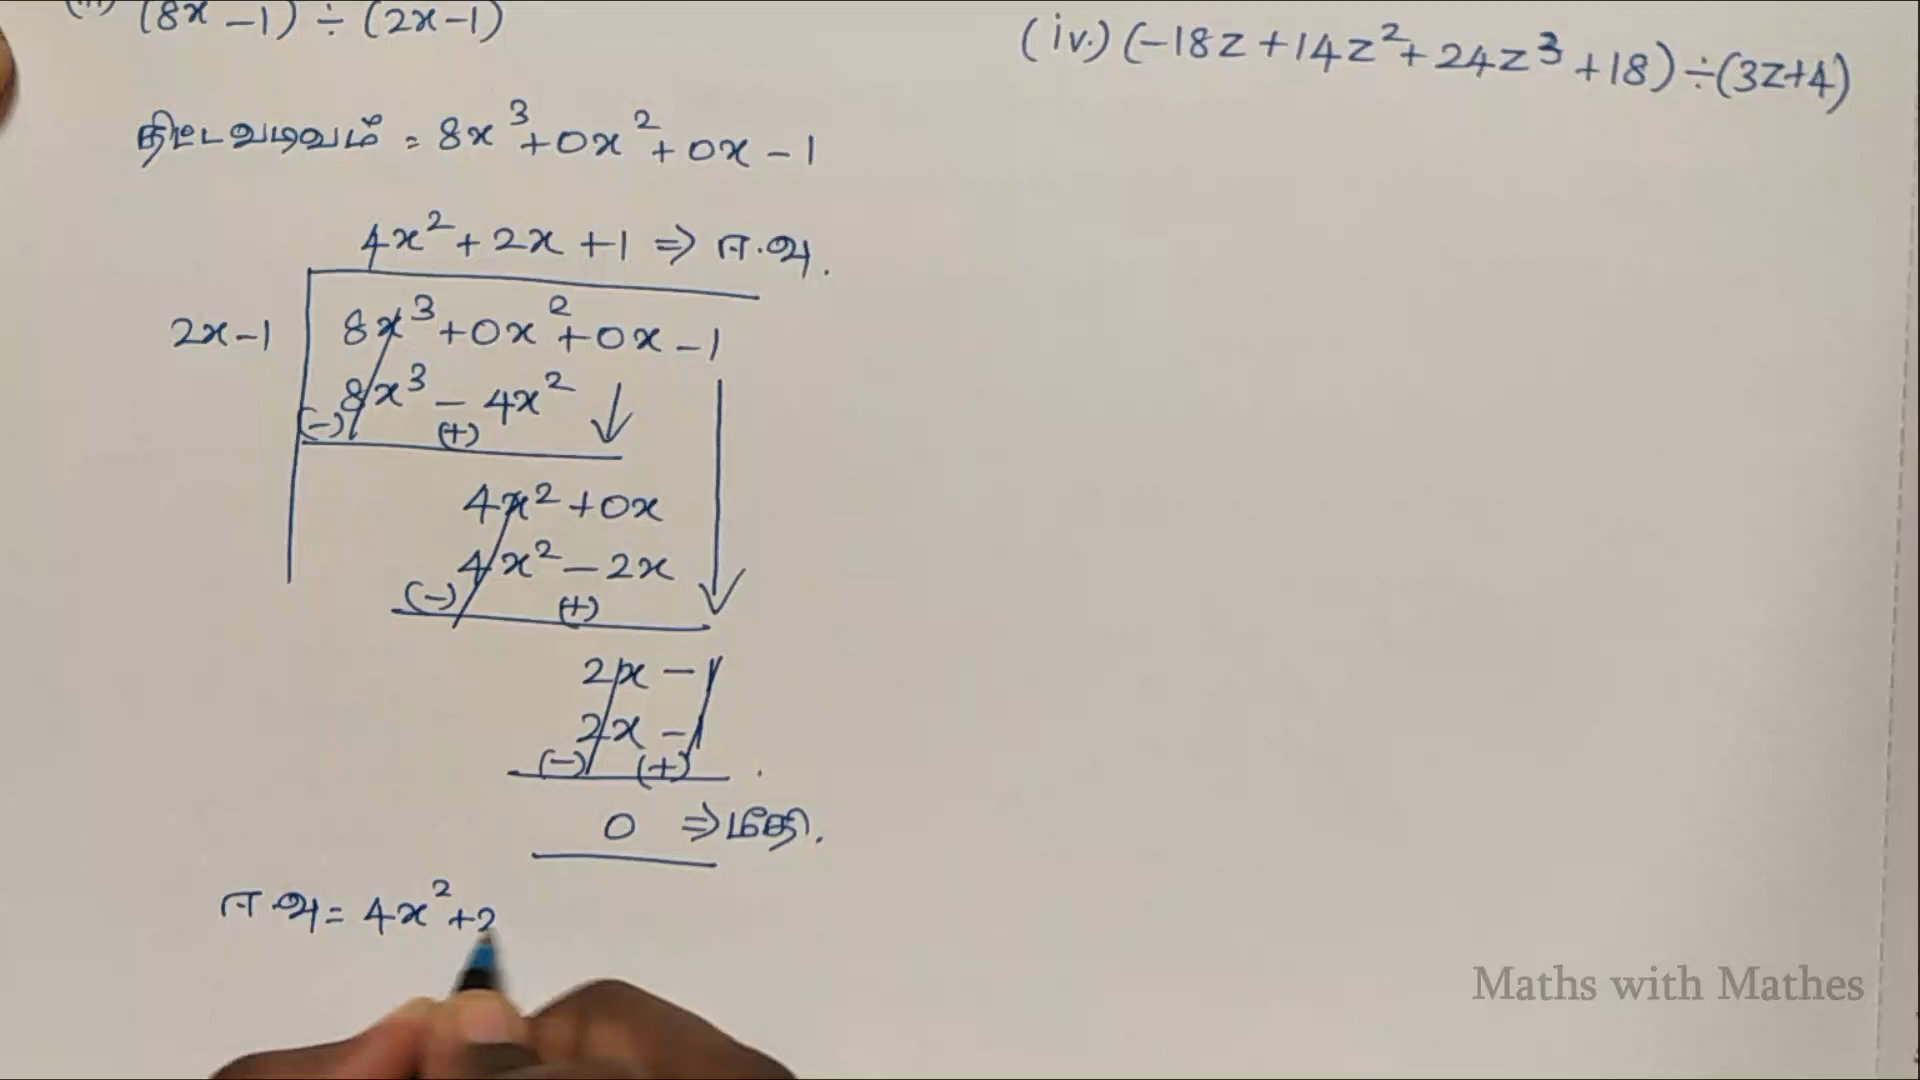 (8x - 1) ÷ (2x-1)
திட்டவடிவம் = 8x³ + 0x² + 0x - 1
4x² + 2x + 1 ⇒ ஈ.அ.
2x-1
8x³ + 0x² + 0x - 1
8x³ - 4x²
(-) (+)
4x² + 0x
4x² - 2x
(-) (+)
2x - 1
2x - 1
(-) (+)
0 ⇒ மீதி.
ஈ.அ = 4x² + 2
(iv.) (-18z + 14z² + 24z³ + 18) ÷ (3z+4)
Maths with Mathes